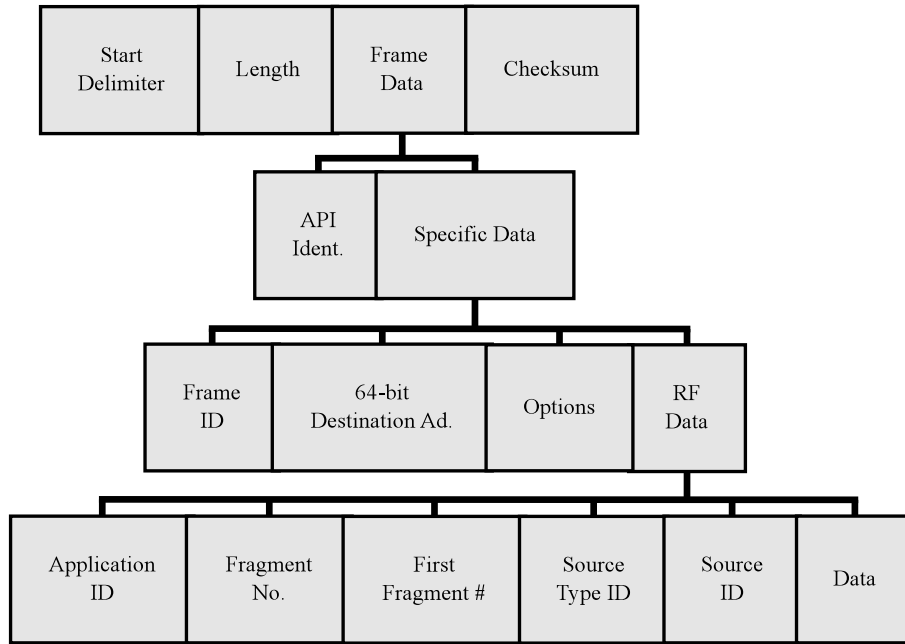 Start
Delimiter
Length
Frame
Data
Checksum
API
Ident.
Specific Data
Frame
ID
64-bit
Destination Ad.
Options
RF
Data
Application
ID
Fragment
No.
First
Fragment #
Source
Type ID
Source
ID
Data